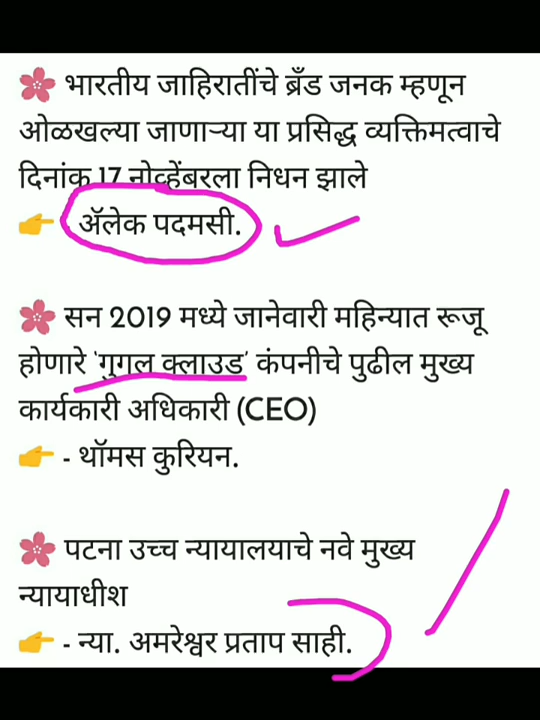 🌸 भारतीय जाहिरातींचे ब्रँड जनक म्हणून
ओळखल्या जाणाऱ्या या प्रसिद्ध व्यक्तिमत्वाचे
दिनांक 17 नोव्हेंबरला निधन झाले
👉 अ‍ॅलेक पदमसी.
🌸 सन 2019 मध्ये जानेवारी महिन्यात रूजू
होणारे 'गुगल क्लाउड' कंपनीचे पुढील मुख्य
कार्यकारी अधिकारी (CEO)
👉 - थॉमस कुरियन.
🌸 पटना उच्च न्यायालयाचे नवे मुख्य
न्यायाधीश
👉 - न्या. अमरेश्वर प्रताप साही.